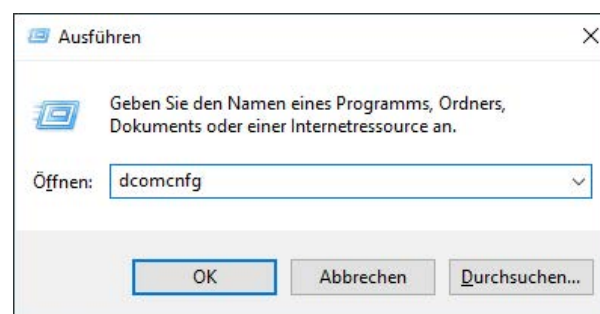 Ausführen
Geben Sie den Namen eines Programms, Ordners,
Dokuments oder einer Internetressource an.
Öffnen: dcomcnfg
OK Abbrechen Durchsuchen...